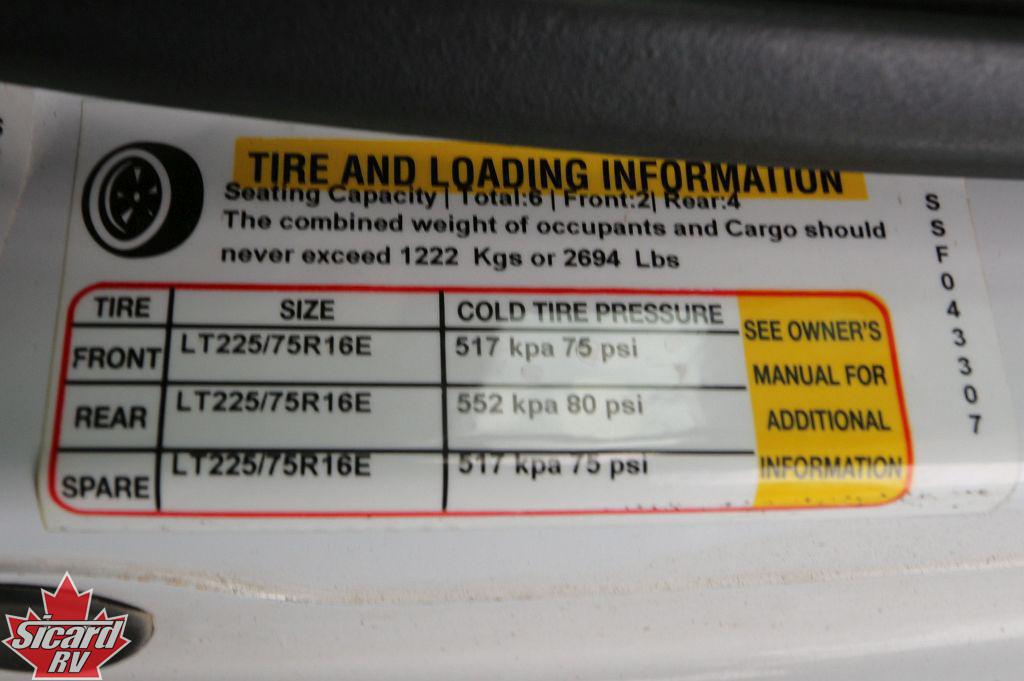 TIRE AND LOADING INFORMATION
Seating Capacity | Total:6 | Front:2| Rear:4
The combined weight of occupants and Cargo should
never exceed 1222 Kgs or 2694 Lbs
TIRE SIZE COLD TIRE PRESSURE
FRONT LT225/75R16E 517 kpa 75 psi
REAR LT225/75R16E 552 kpa 80 psi
SPARE LT225/75R16E 517 kpa 75 psi
SEE OWNER'S
MANUAL FOR
ADDITIONAL
INFORMATION
SSF043307
Sicard
RV